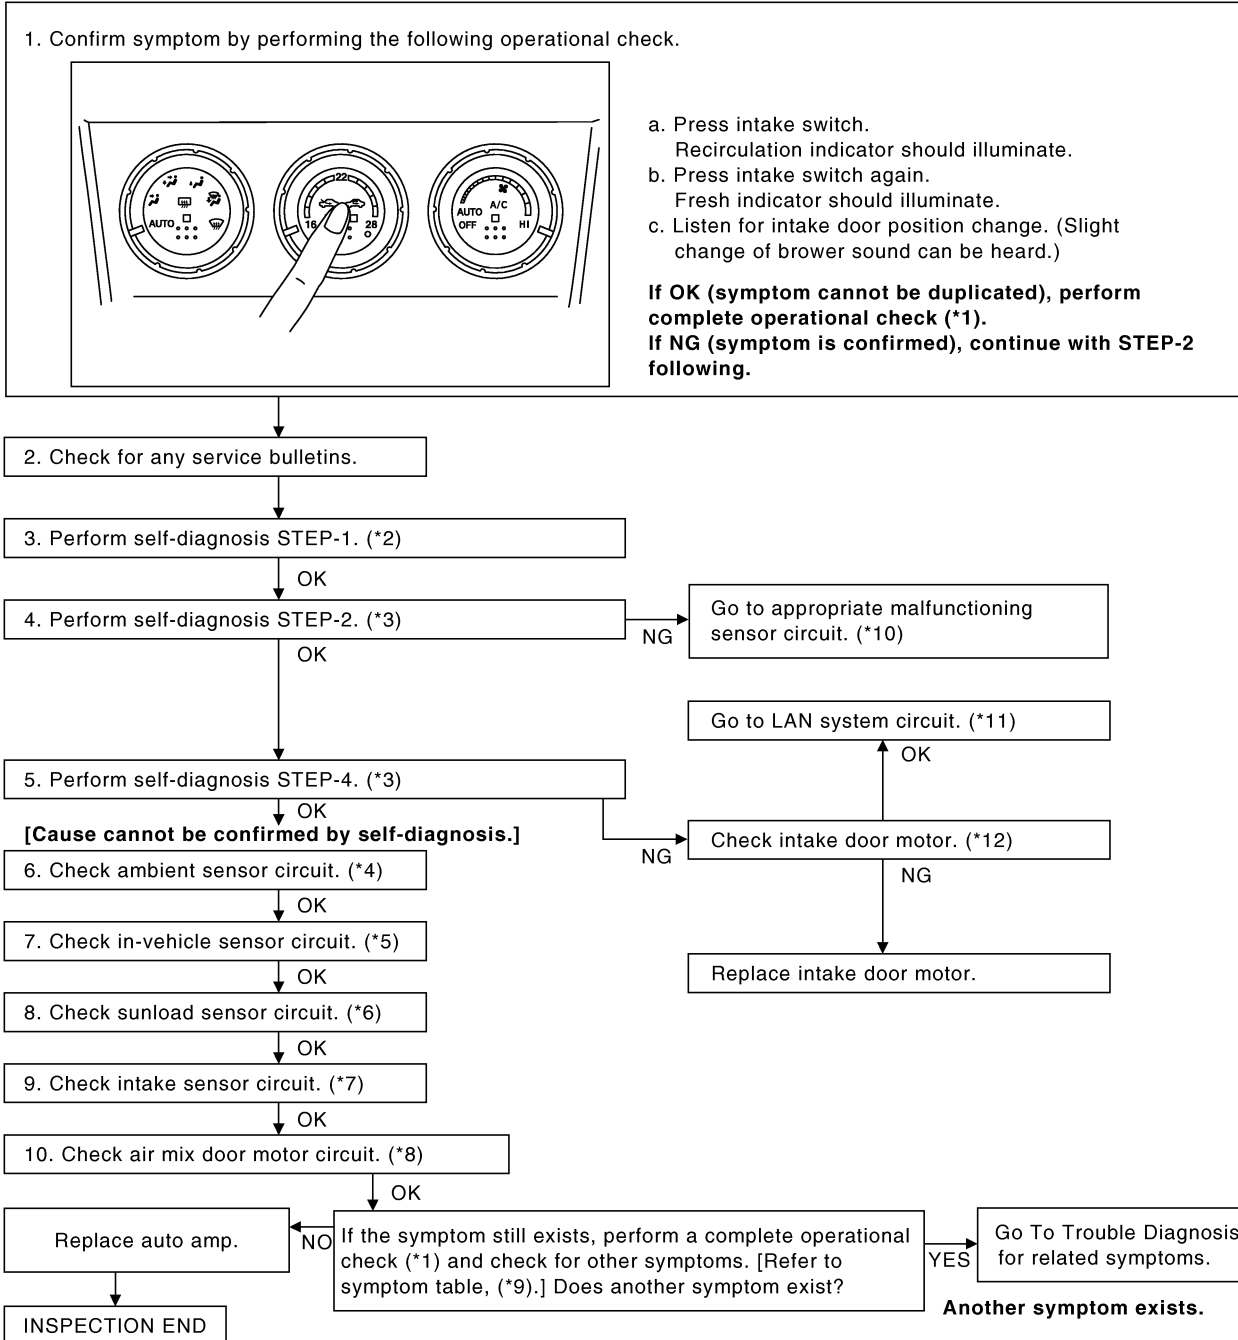 1. Confirm symptom by performing the following operational check.
22
16
28
AUTO
AUTO
OFF
A/C
HI
a. Press intake switch.
Recirculation indicator should illuminate.
b. Press intake switch again.
Fresh indicator should illuminate.
c. Listen for intake door position change. (Slight
change of brower sound can be heard.)
If OK (symptom cannot be duplicated), perform
complete operational check (*1).
If NG (symptom is confirmed), continue with STEP-2
following.
2. Check for any service bulletins.
3. Perform self-diagnosis STEP-1. (*2)
OK
4. Perform self-diagnosis STEP-2. (*3)
NG
Go to appropriate malfunctioning
sensor circuit. (*10)
OK
Go to LAN system circuit. (*11)
OK
5. Perform self-diagnosis STEP-4. (*3)
OK
[Cause cannot be confirmed by self-diagnosis.]
NG
Check intake door motor. (*12)
NG
Replace intake door motor.
6. Check ambient sensor circuit. (*4)
OK
7. Check in-vehicle sensor circuit. (*5)
OK
8. Check sunload sensor circuit. (*6)
OK
9. Check intake sensor circuit. (*7)
OK
10. Check air mix door motor circuit. (*8)
OK
If the symptom still exists, perform a complete operational
check (*1) and check for other symptoms. [Refer to
symptom table, (*9).] Does another symptom exist?
NO
Replace auto amp.
INSPECTION END
YES
Go To Trouble Diagnosis
for related symptoms.
Another symptom exists.